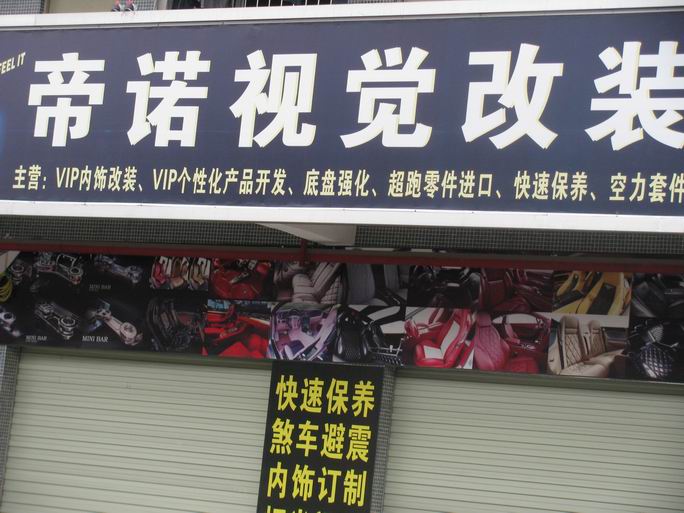 FEEL IT
帝诺视觉改装
主营：VIP内饰改装、VIP个性化产品开发、底盘强化、超跑零件进口、快速保养、空力套件
MINI BAR
MINI BAR
MINI BAR
MINI BAR
快速保养
煞车避震
内饰订制